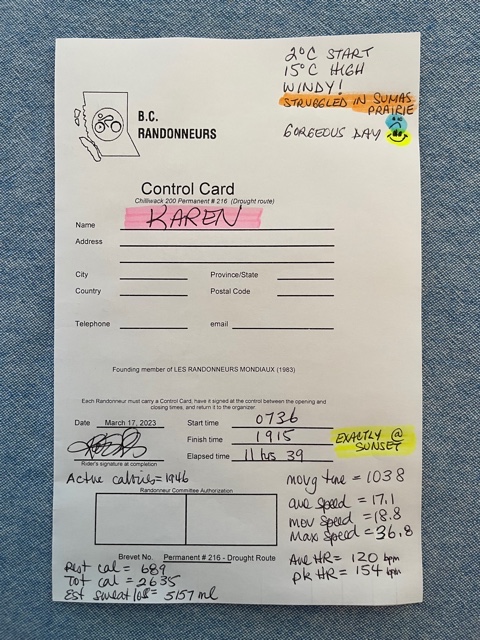 2°C START
15°C HIGH
WINDY!
STRUGGLED IN SUMAS
PRAIRIE
GORGEOUS DAY
B.C.
RANDONNEURS
Control Card
Chilliwack 200 Permanent # 216 (Drought route)
Name KAREN
Address
City Province/State
Country Postal Code
Telephone email
Founding member of LES RANDONNEURS MONDIAUX (1983)
Each Randonneur must carry a Control Card, have it signed at the control between the opening and
closing times, and return it to the organizer.
Date March 17, 2023 Start time 0736
Finish time 1915 EXACTLY @
SUNSET
Rider's signature at completion Elapsed time 11 hrs 39
Active calories = 1946
Randonneur Committee Authorization
movg time = 1038
ave speed = 17.1
mov speed = 18.8
Max speed = 36.8
Ave HR = 120 bpm
pk HR = 154 bpm
Brevet No. Permanent # 216 - Drought Route
Rest cal = 689
Tot cal = 2635
Est sweat loss = 5157 ml